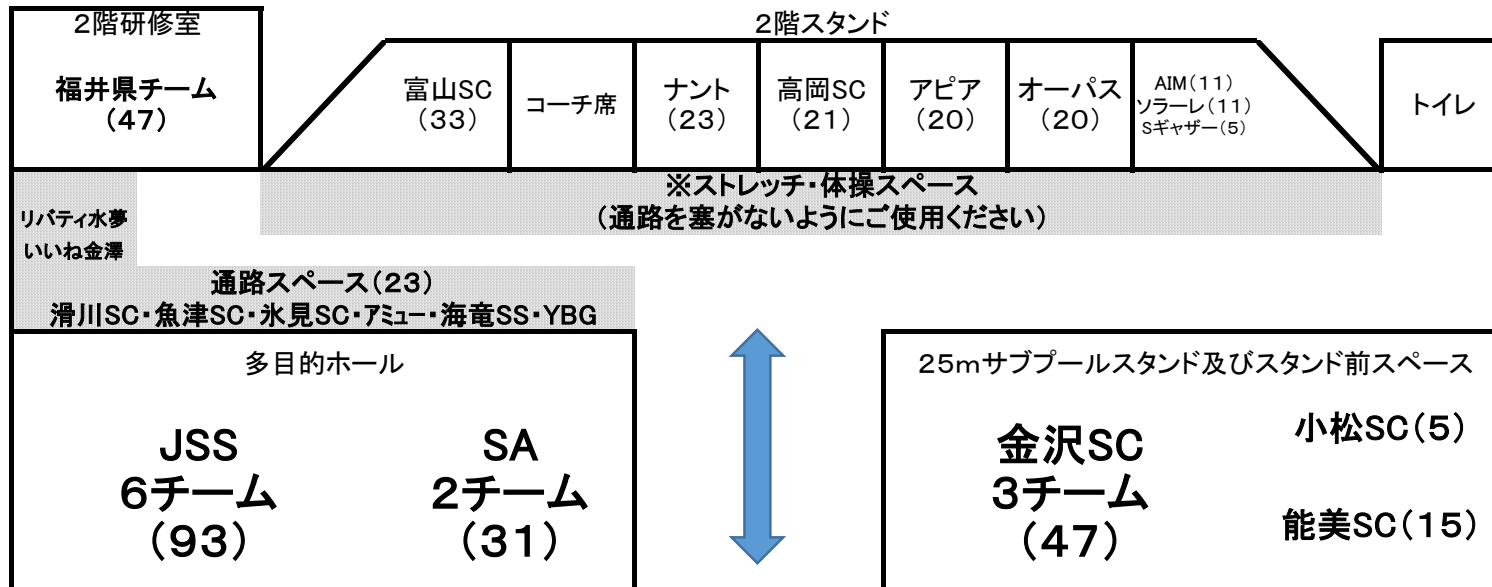 2階研修室
福井県チーム
(47)
2階スタンド
富山SC
(33)
コーチ席
ナント
(23)
高岡SC
(21)
アピア
(20)
オーパス
(20)
AIM(11)
ソラーレ(11)
Sギャザー(5)
トイレ
※ストレッチ・体操スペース
(通路を塞がないようにご使用ください)
リバティ水夢
いいね金澤
通路スペース(23)
滑川SC・魚津SC・氷見SC・アミュー・海竜SS・YBG
多目的ホール
JSS
6チーム
(93)
SA
2チーム
(31)
25mサブプールスタンド及びスタンド前スペース
金沢SC
3チーム
(47)
小松SC(5)
能美SC(15)